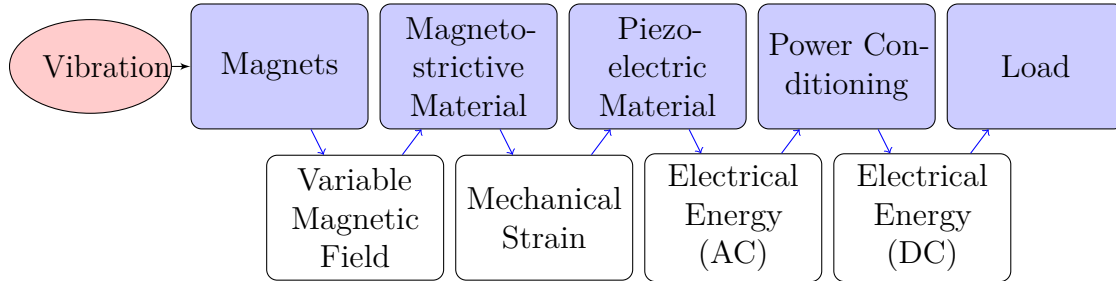 Vibration
Magnets
Magneto-
strictive
Material
Piezo-
electric
Material
Power Con-
ditioning
Load
Variable
Magnetic
Field
Mechanical
Strain
Electrical
Energy
(AC)
Electrical
Energy
(DC)